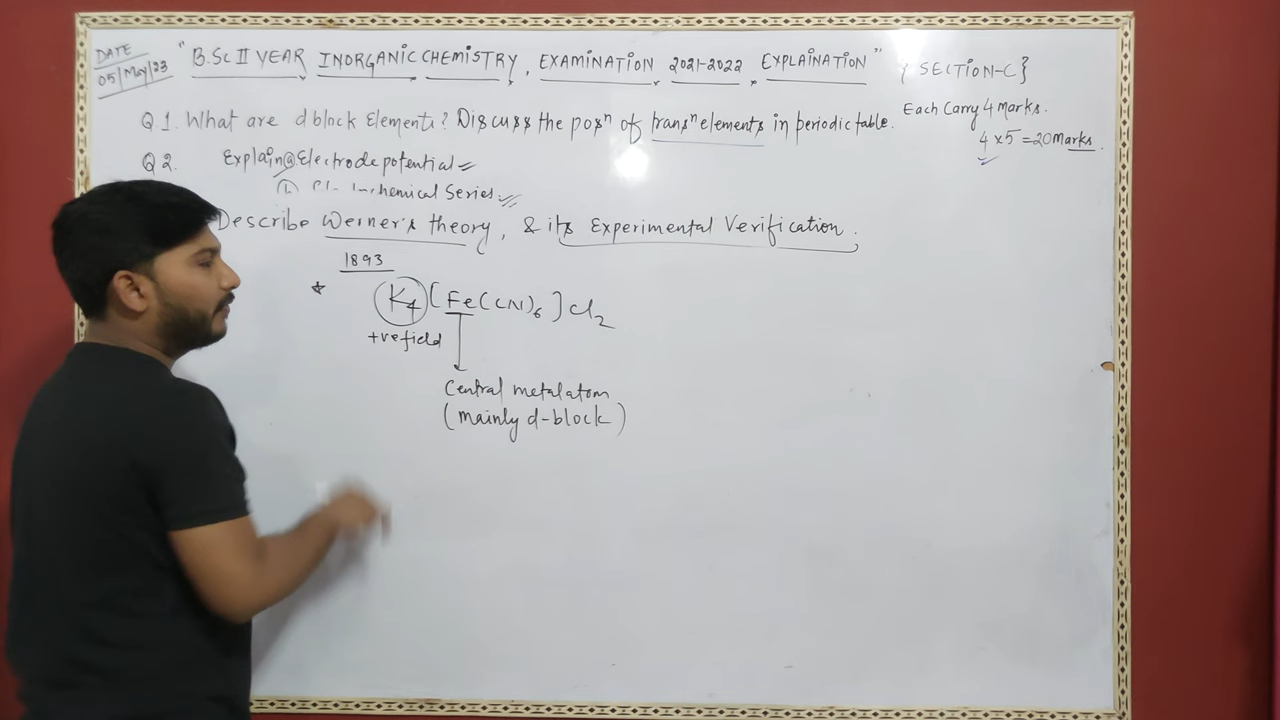 DATE
05/May/23
"B.Sc II YEAR INORGANIC CHEMISTRY, EXAMINATION 2021-2022 EXPLAINATION" { SECTION-C}
Each Carry 4 Marks.
4 x 5 = 20 Marks.
Q 1. What are d block Elements? Discuss the posⁿ of transⁿ elements in periodic table.
Q 2. Explain ⓐ Electrode potential
chemical Series.
Describe Werner's theory, & its Experimental Verification.
1893
K4 [Fe(CN)6] Cl2
+ve field
Central metal atom
(mainly d-block)